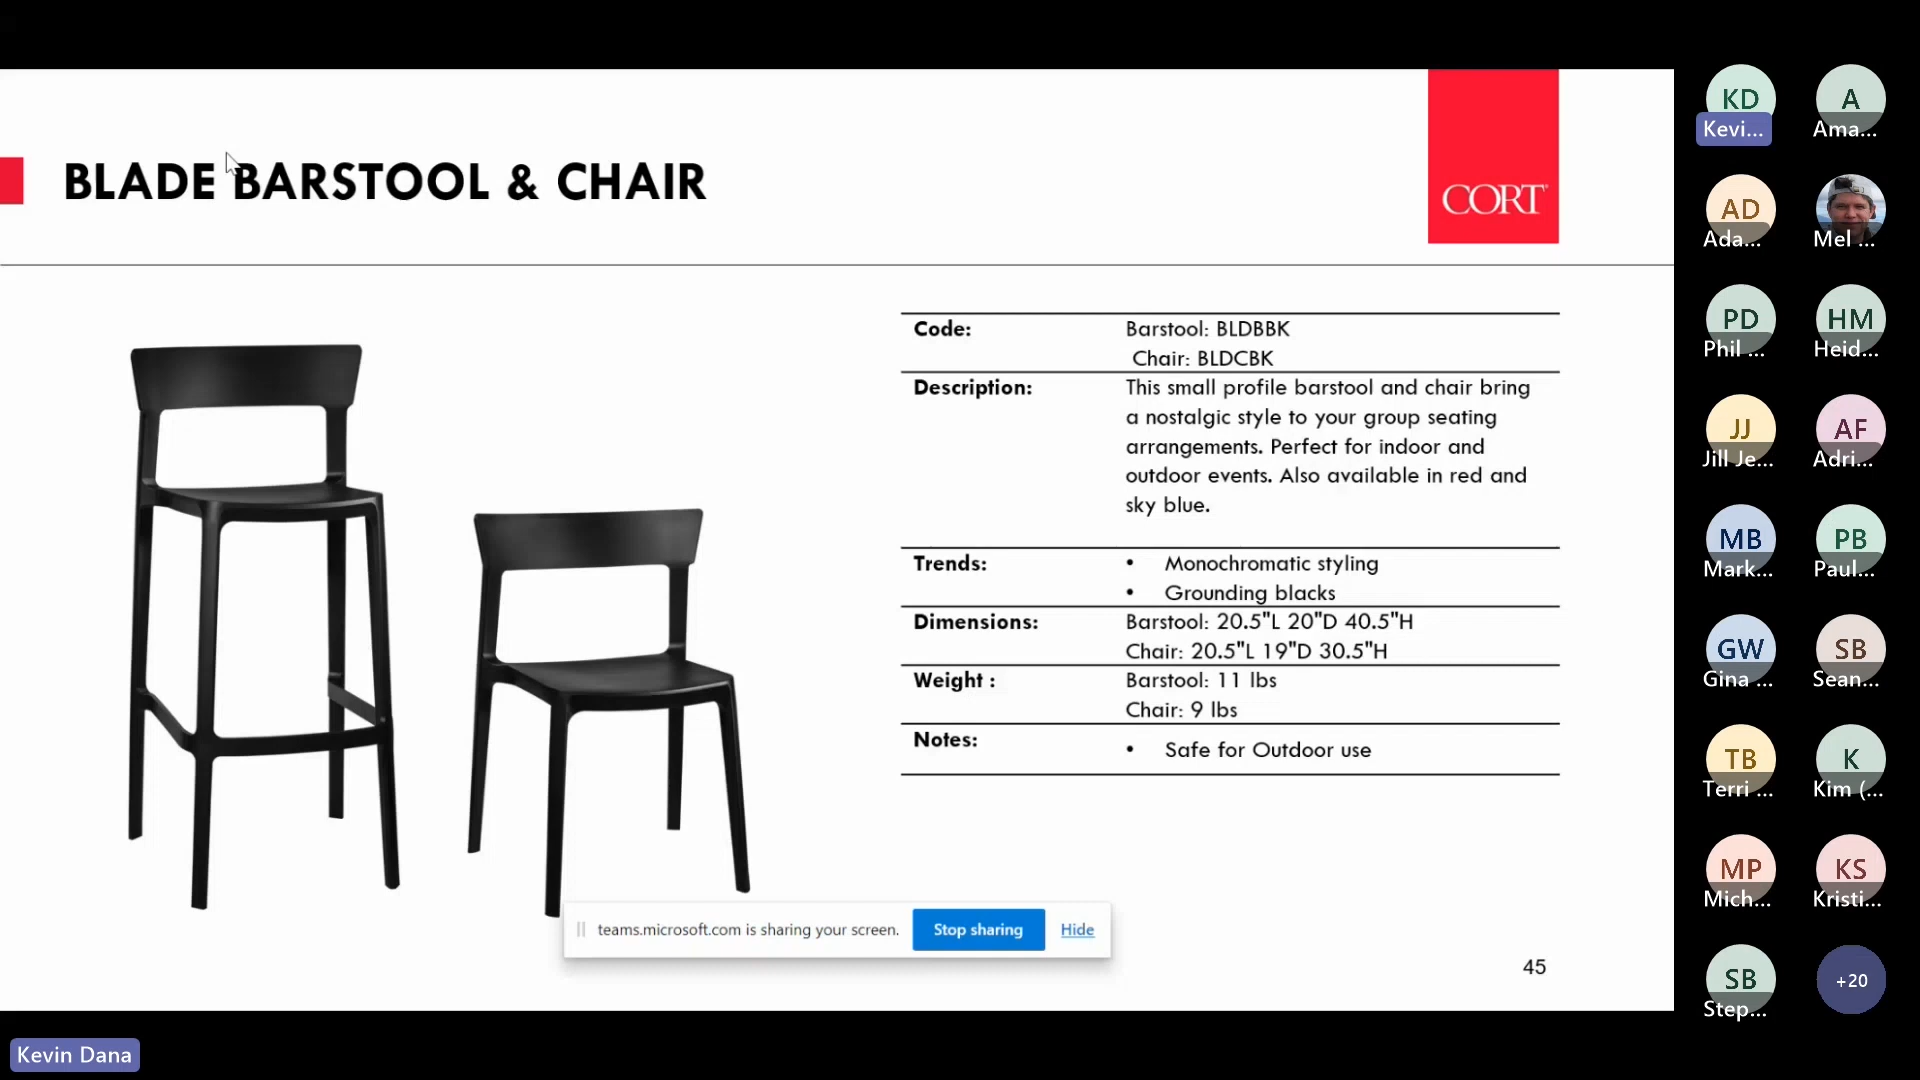 BLADE BARSTOOL & CHAIR
CORT
Code:
Barstool: BLDBBK
Chair: BLDCBK
Description:
This small profile barstool and chair bring
a nostalgic style to your group seating
arrangements. Perfect for indoor and
outdoor events. Also available in red and
sky blue.
Trends:
• Monochromatic styling
• Grounding blacks
Dimensions:
Barstool: 20.5"L 20"D 40.5"H
Chair: 20.5"L 19"D 30.5"H
Weight :
Barstool: 11 lbs
Chair: 9 lbs
Notes:
• Safe for Outdoor use
teams.microsoft.com is sharing your screen.
Stop sharing
Hide
45
Kevin Dana
KD
Kevi...
A
Ama...
AD
Ada...
Mel ...
PD
Phil ...
HM
Heid...
JJ
Jill Je...
AF
Adri...
MB
Mark...
PB
Paul...
GW
Gina ...
SB
Sean...
TB
Terri ...
K
Kim (...
MP
Mich...
KS
Kristi...
SB
Step...
+20